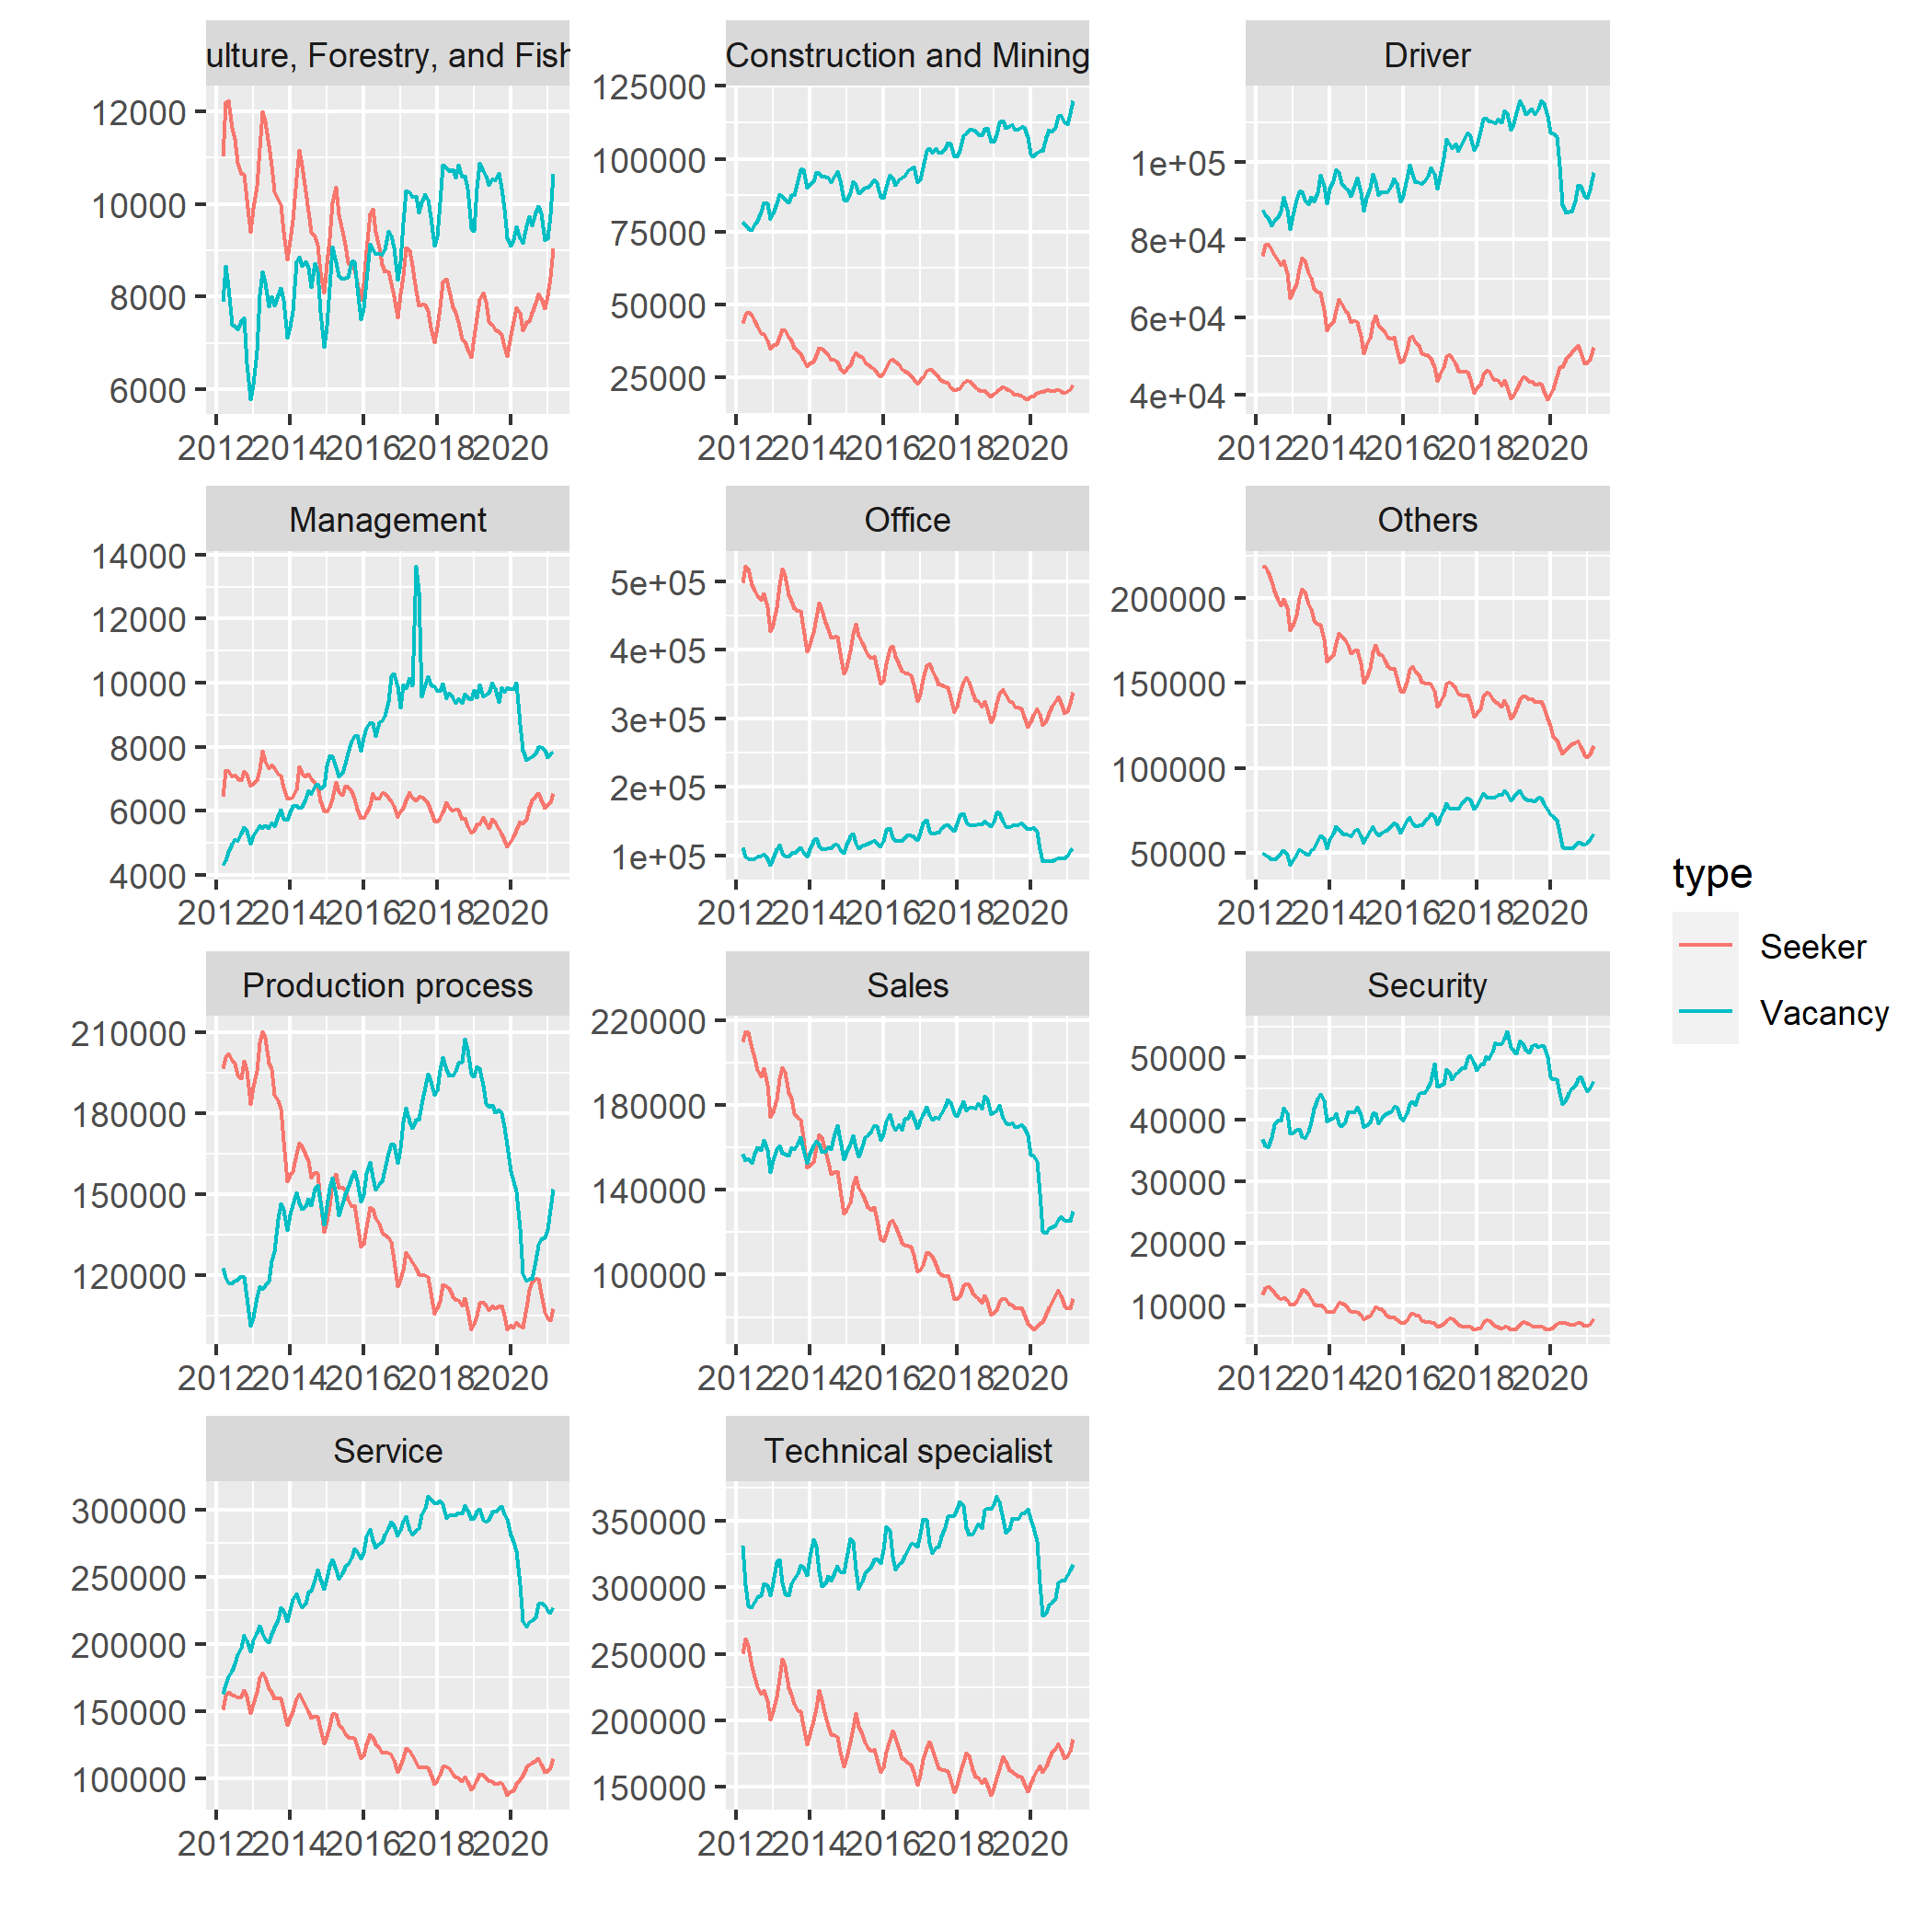 ulture, Forestry, and Fish
12000
10000
8000
6000
2012 2014 2016 2018 2020
Construction and Mining
125000
100000
75000
50000
25000
2012 2014 2016 2018 2020
Driver
1e+05
8e+04
6e+04
4e+04
2012 2014 2016 2018 2020
Management
14000
12000
10000
8000
6000
4000
2012 2014 2016 2018 2020
Office
5e+05
4e+05
3e+05
2e+05
1e+05
2012 2014 2016 2018 2020
Others
200000
150000
100000
50000
2012 2014 2016 2018 2020
type
Seeker
Vacancy
Production process
210000
180000
150000
120000
2012 2014 2016 2018 2020
Sales
220000
180000
140000
100000
2012 2014 2016 2018 2020
Security
50000
40000
30000
20000
10000
2012 2014 2016 2018 2020
Service
300000
250000
200000
150000
100000
2012 2014 2016 2018 2020
Technical specialist
350000
300000
250000
200000
150000
2012 2014 2016 2018 2020